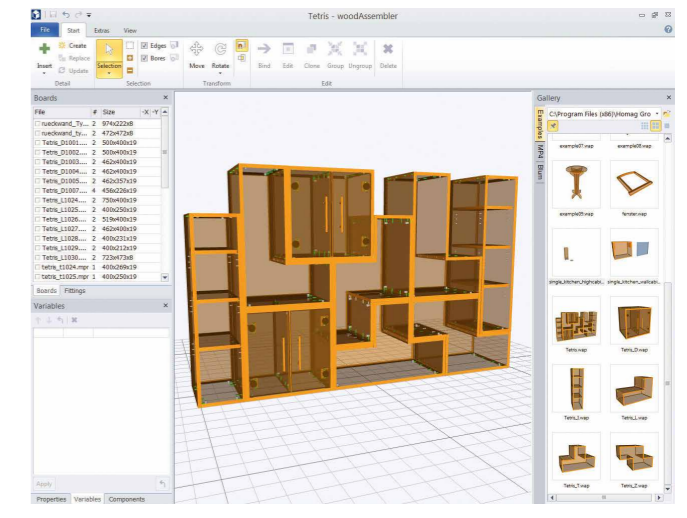 Tetris - woodAssembler
File Start Extras View
Insert
Create
Replace
Update
Detail
Selection
Edges
Bores
Selection
Move Rotate
Transform
Bind Edit Clone Group Ungroup Delete
Edit
Boards
File # Size -X -Y
rueckwand_Ty... 2 974x222x8
rueckwand_ty... 2 472x472x8
Tetris_D1001.... 2 500x400x19
Tetris_D1002.... 2 500x400x19
Tetris_D1003.... 2 462x400x19
Tetris_D1004.... 2 462x400x19
Tetris_D1005.... 2 462x357x19
Tetris_D1007.... 4 456x226x19
Tetris_L1024.... 2 750x400x19
Tetris_L1025.... 2 400x250x19
Tetris_L1026.... 2 519x400x19
Tetris_L1027.... 2 462x400x19
Tetris_L1028.... 2 400x231x19
Tetris_L1029.... 2 400x212x19
Tetris_L1030.... 2 723x473x8
tetris_t1024.mpr 1 400x269x19
tetris_t1025.mpr 1 400x250x19
Boards Fittings
Variables
Apply
Properties Variables Components
Gallery
Examples
MP4
Blum
C:\Program Files (x86)\Homag Gro
example07.wap example08.wap
example09.wap fenster.wap
single_kitchen_highcabi... single_kitchen_wallcabi...
Tetris.wap Tetris_D.wap
Tetris_I.wap Tetris_L.wap
Tetris_T.wap Tetris_Z.wap